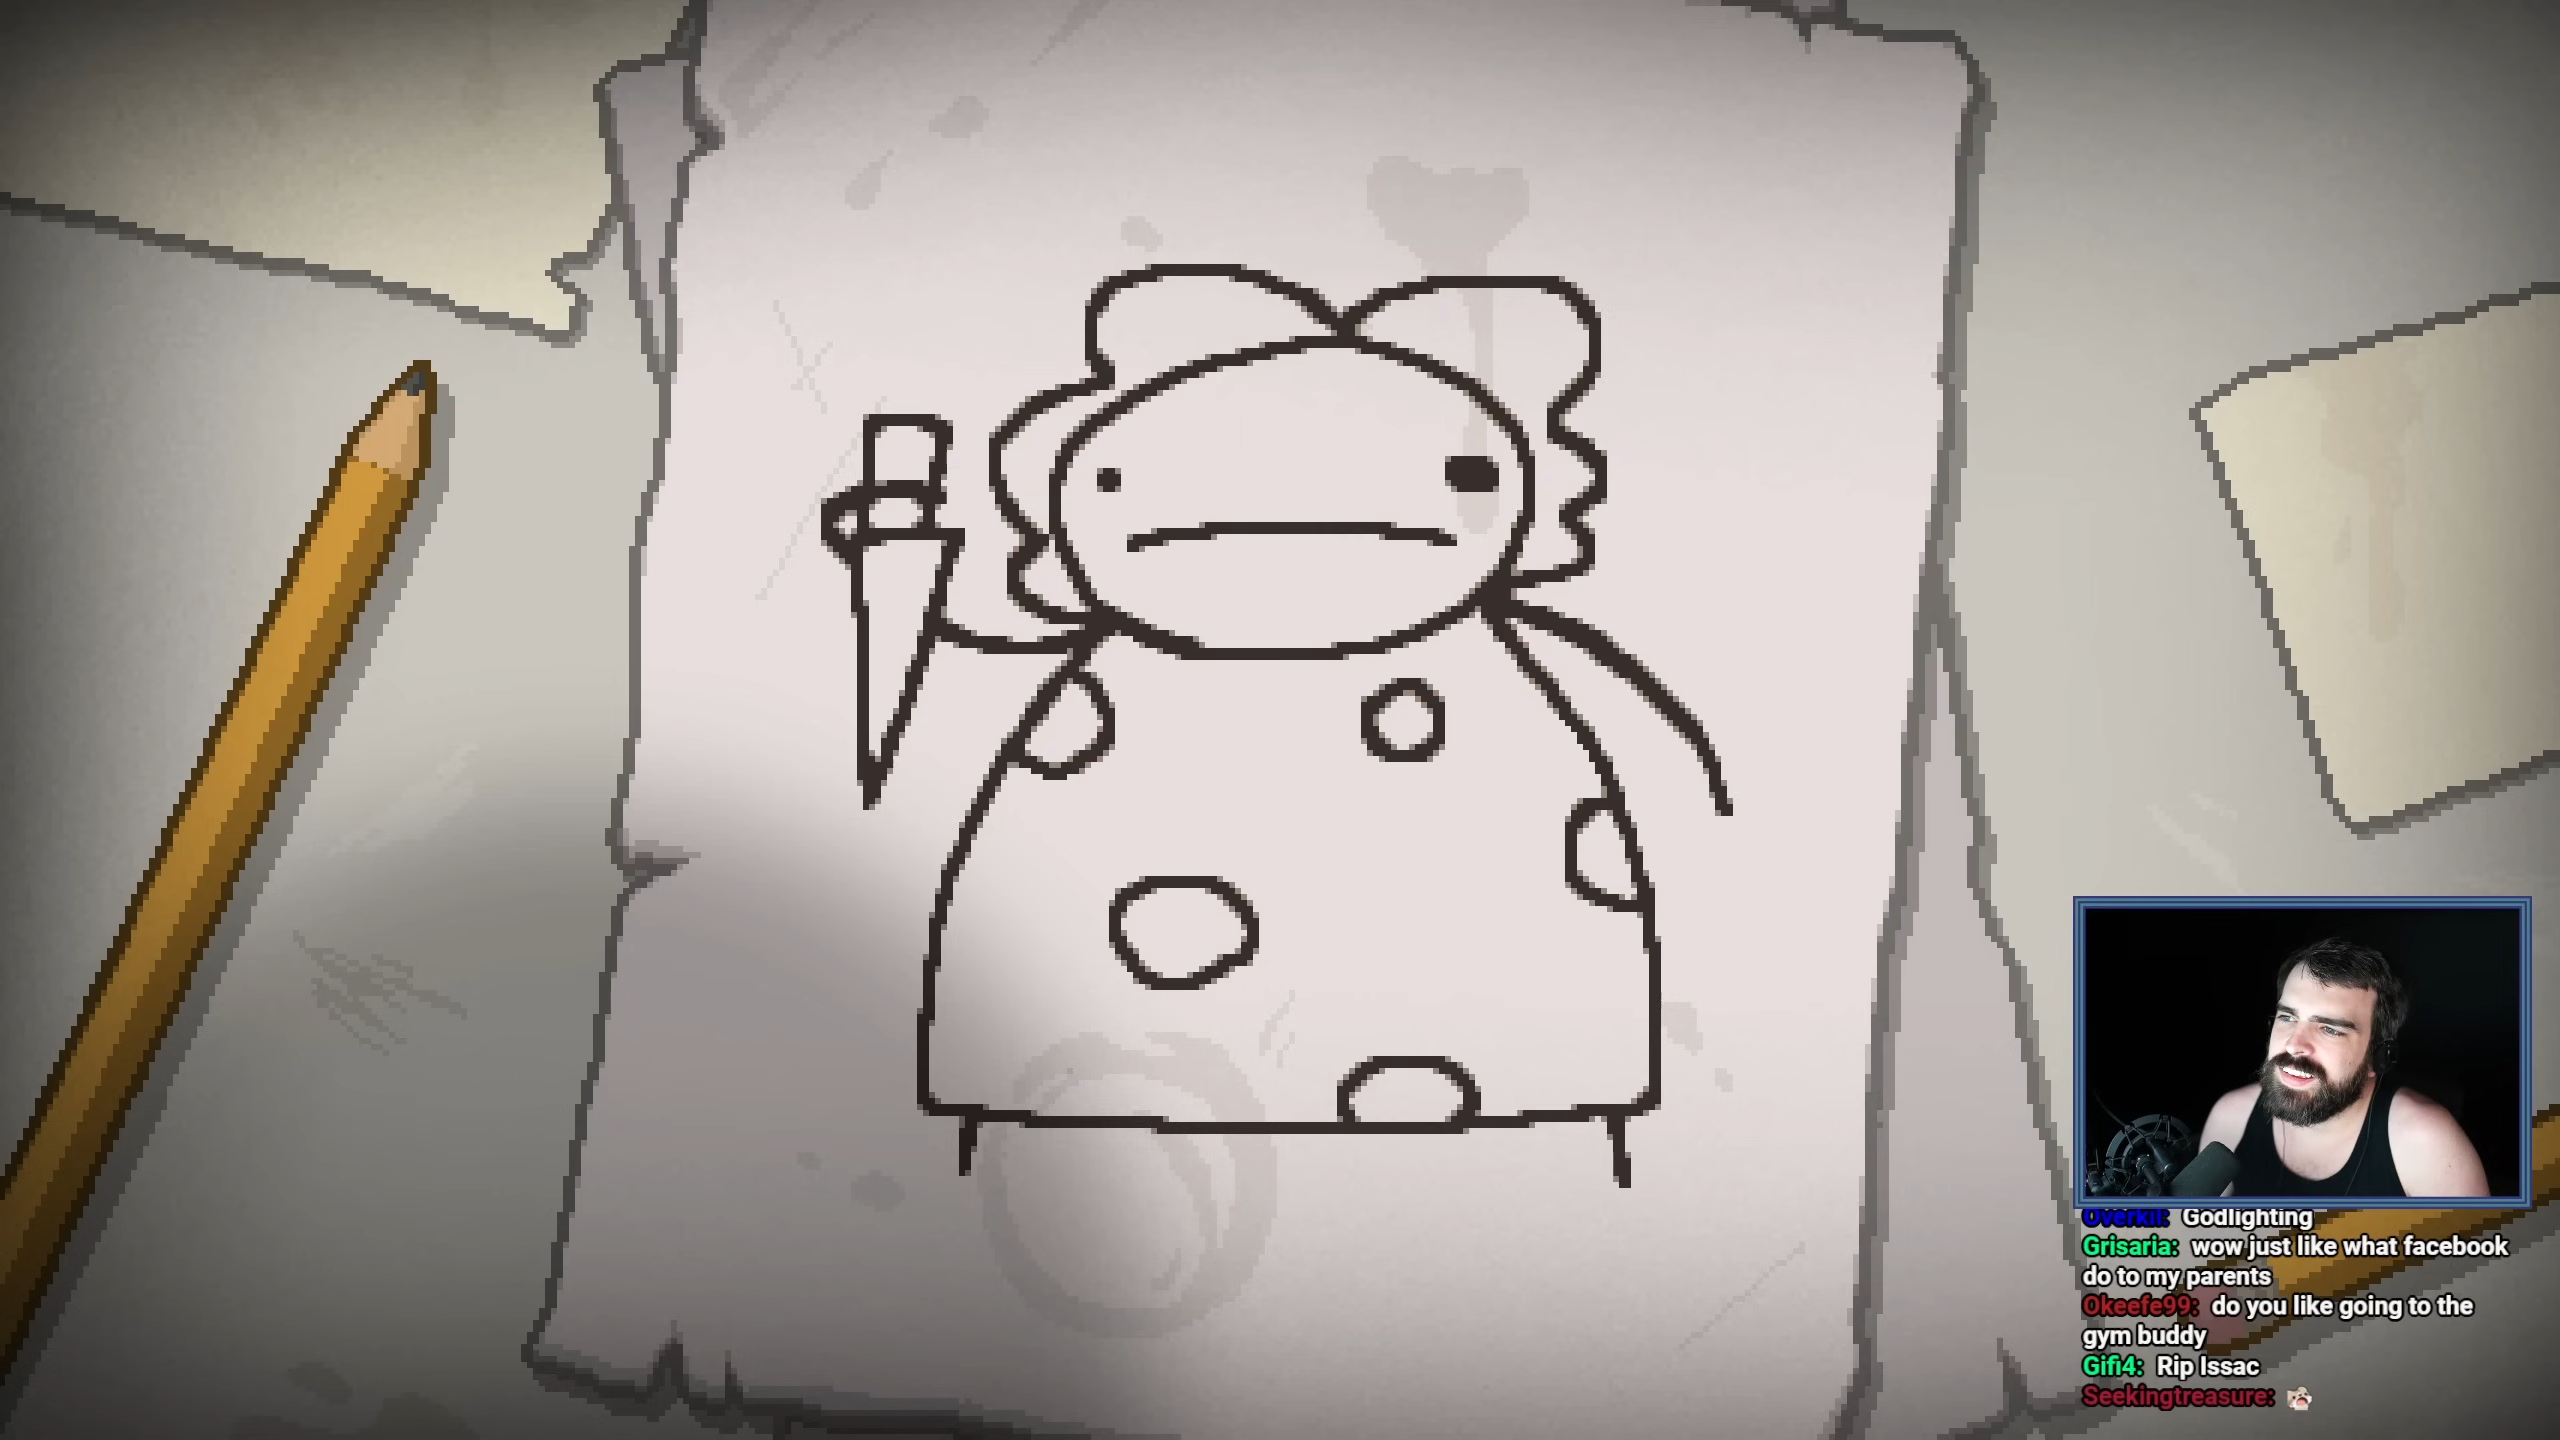 Overkil: Godlighting
Grisaria: wow just like what facebook
do to my parents
Okeefe99: do you like going to the
gym buddy
Gifi4: Rip Issac
Seekingtreasure: